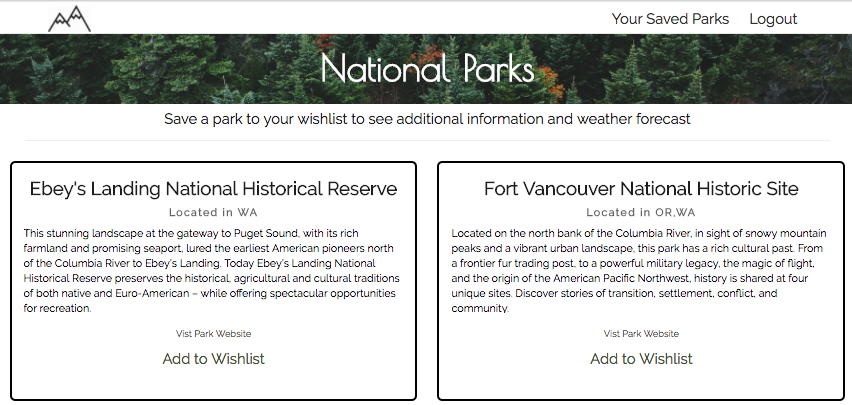 Your Saved Parks Logout
National Parks
Save a park to your wishlist to see additional information and weather forecast
Ebey's Landing National Historical Reserve
Located in WA
This stunning landscape at the gateway to Puget Sound, with its rich
farmland and promising seaport, lured the earliest American pioneers north
of the Columbia River to Ebey's Landing. Today Ebey's Landing National
Historical Reserve preserves the historical, agricultural and cultural traditions
of both native and Euro-American – while offering spectacular opportunities
for recreation.
Vist Park Website
Add to Wishlist
Fort Vancouver National Historic Site
Located in OR,WA
Located on the north bank of the Columbia River, in sight of snowy mountain
peaks and a vibrant urban landscape, this park has a rich cultural past. From
a frontier fur trading post, to a powerful military legacy, the magic of flight,
and the origin of the American Pacific Northwest, history is shared at four
unique sites. Discover stories of transition, settlement, conflict, and
community.
Vist Park Website
Add to Wishlist